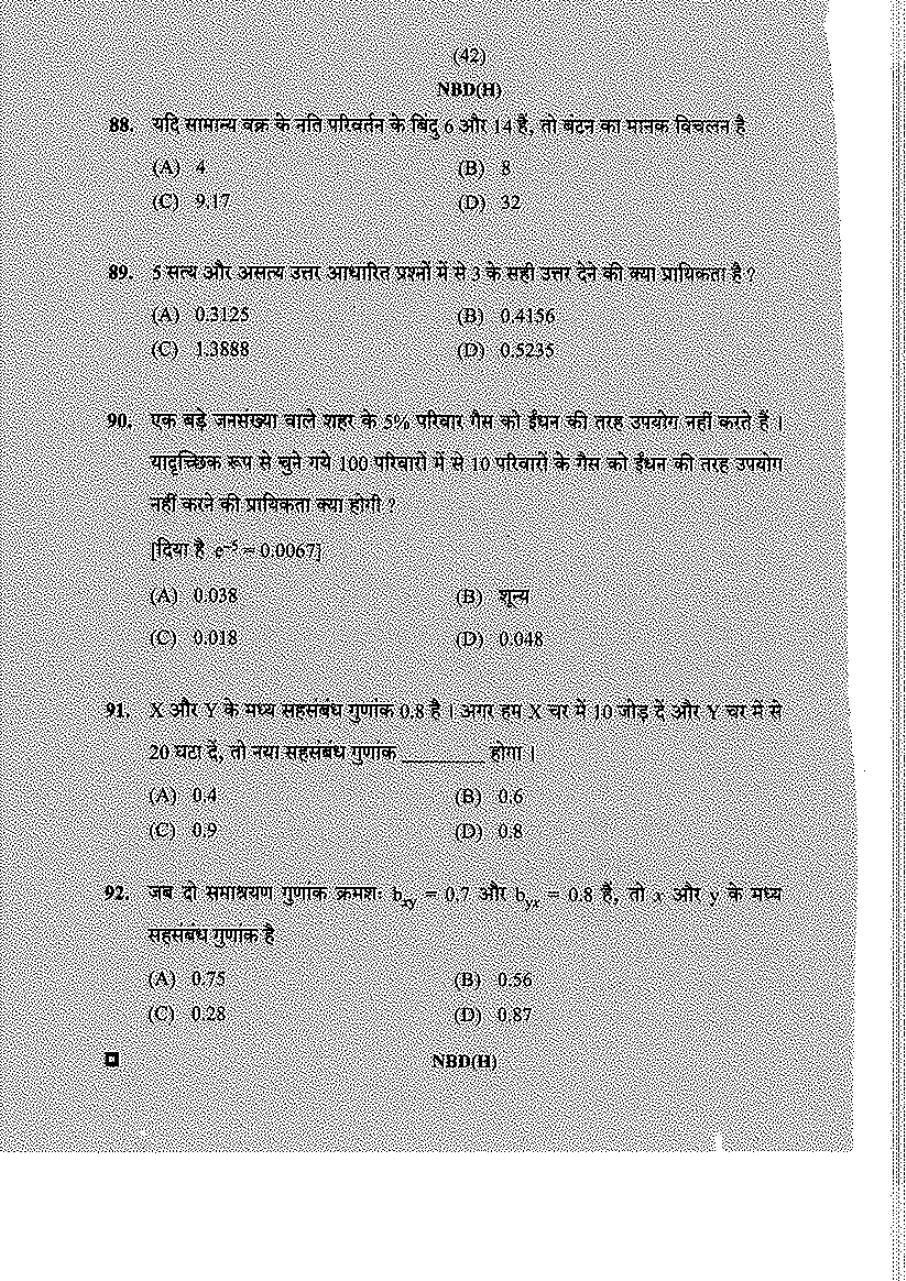 (42)
NBD(H)
88. यदि सामान्य वक्र के नति परिवर्तन के बिंदु 6 और 14 है, तो बंटन का मानक विचलन है
(A) 4 (B) 8
(C) 9.17 (D) 32
89. 5 सत्य और असत्य उत्तर आधारित प्रश्नों में से 3 के सही उत्तर देने की क्या प्रायिकता है ?
(A) 0.3125 (B) 0.4156
(C) 1.3888 (D) 0.5235
90. एक बड़े जनसंख्या वाले शहर के 5% परिवार गैस को ईंधन की तरह उपयोग नहीं करते हैं ।
यादृच्छिक रूप से चुने गये 100 परिवारों में से 10 परिवारों के गैस को ईंधन की तरह उपयोग
नहीं करने की प्रायिकता क्या होगी ?
[दिया है e⁻⁵ = 0.0067]
(A) 0.038 (B) शून्य
(C) 0.018 (D) 0.048
91. X और Y के मध्य सहसंबंध गुणांक 0.8 है । अगर हम X चर में 10 जोड़ दें और Y चर में से
20 घटा दें, तो नया सहसंबंध गुणांक ________ होगा ।
(A) 0.4 (B) 0.6
(C) 0.9 (D) 0.8
92. जब दो समाश्रयण गुणांक क्रमशः b_xy = 0.7 और b_yx = 0.8 है, तो x और y के मध्य
सहसंबंध गुणांक है
(A) 0.75 (B) 0.56
(C) 0.28 (D) 0.87
NBD(H)